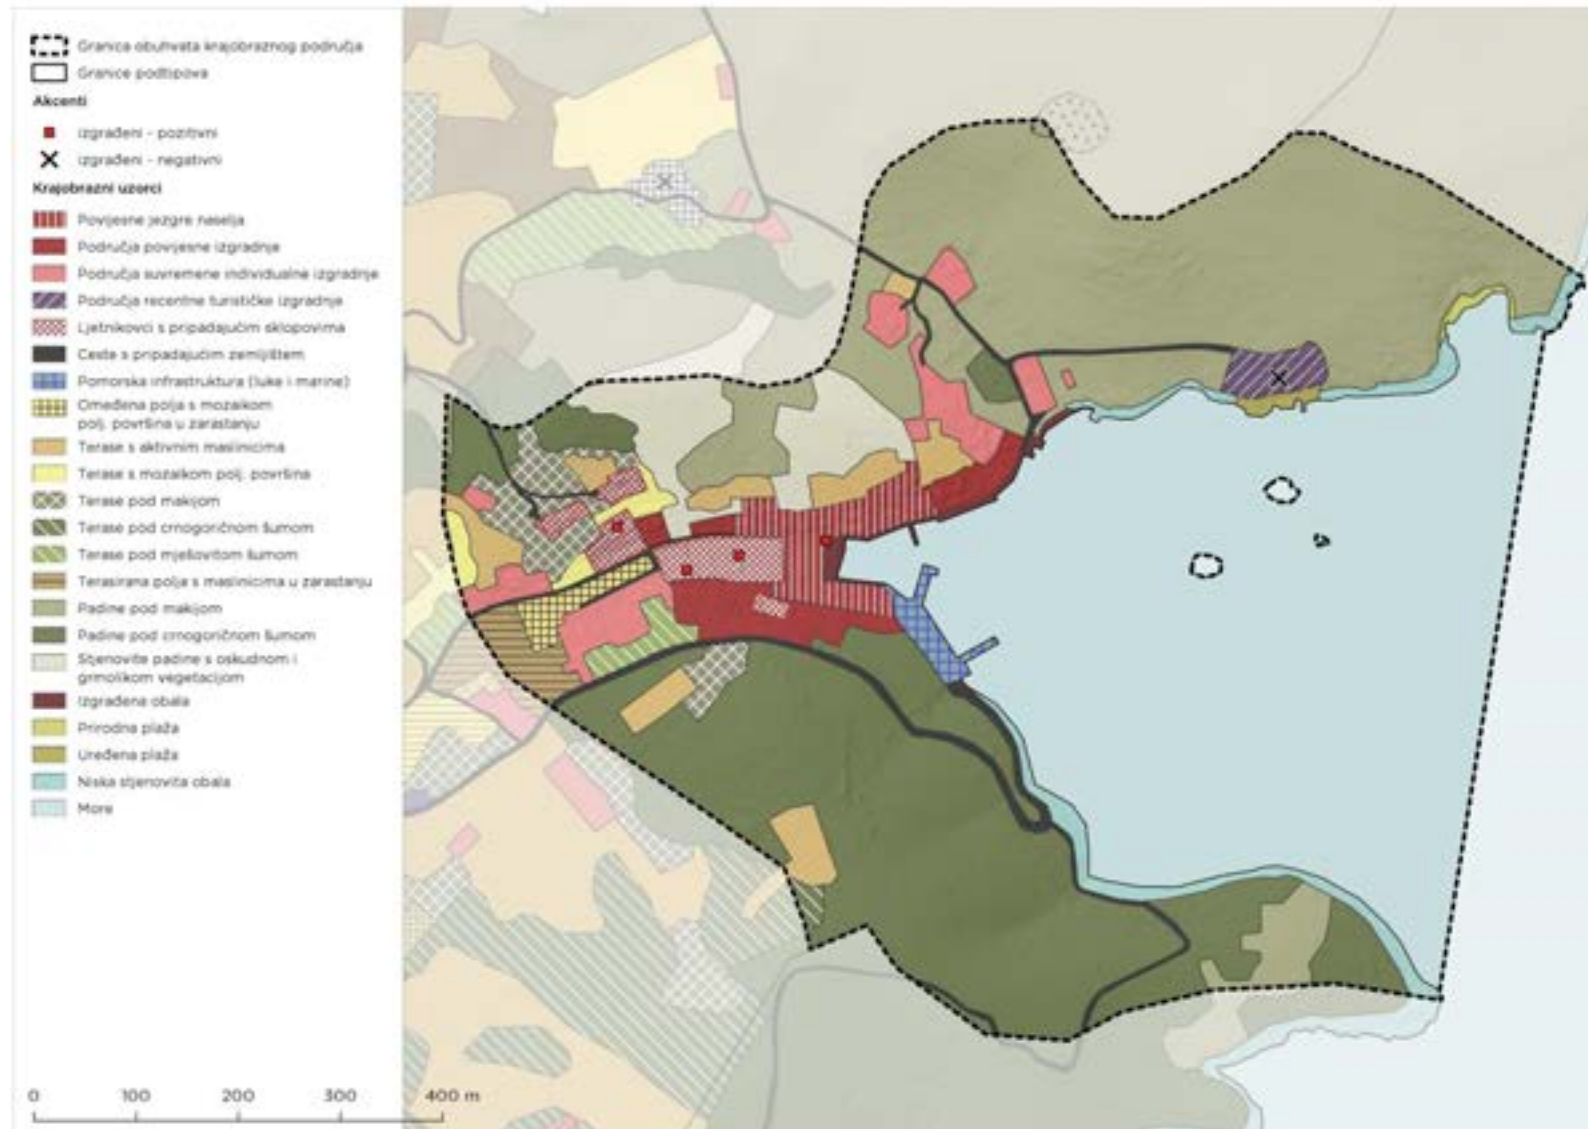 Granica obuhvata krajobraznog područja
Granice podtipova
Akcenti
izgrađeni - pozitivni
izgrađeni - negativni
Krajobrazni uzorci
Povijesne jezgre naselja
Područja povijesne izgradnje
Područja suvremene individualne izgradnje
Područja recentne turističke izgradnje
Ljetnikovci s pripadajućim sklopovima
Ceste s pripadajućim zemljištem
Pomorska infrastruktura (luke i marine)
Omeđena polja s mozaikom
polj. površina u zarastanju
Terase s aktivnim maslinicima
Terase s mozaikom polj. površina
Terase pod makijom
Terase pod crnogoričnom šumom
Terase pod mješovitom šumom
Terasirana polja s maslinicima u zarastanju
Padine pod makijom
Padine pod crnogoričnom šumom
Stjenovite padine s oskudnom i
grmolikom vegetacijom
Izgrađena obala
Prirodna plaža
Uređena plaža
Niska stjenovita obala
More
0 100 200 300 400 m